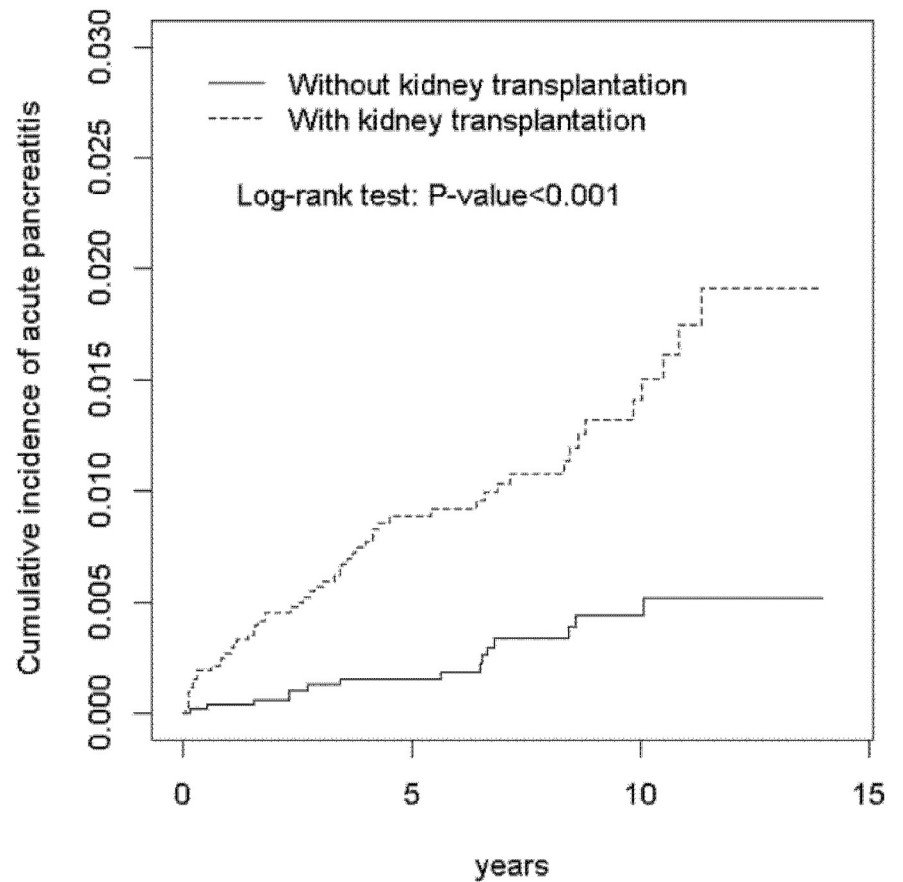 Cumulative incidence of acute pancreatitis
0.030
0.025
0.020
0.015
0.010
0.005
0.000
Without kidney transplantation
With kidney transplantation
Log-rank test: P-value<0.001
0 5 10 15
years